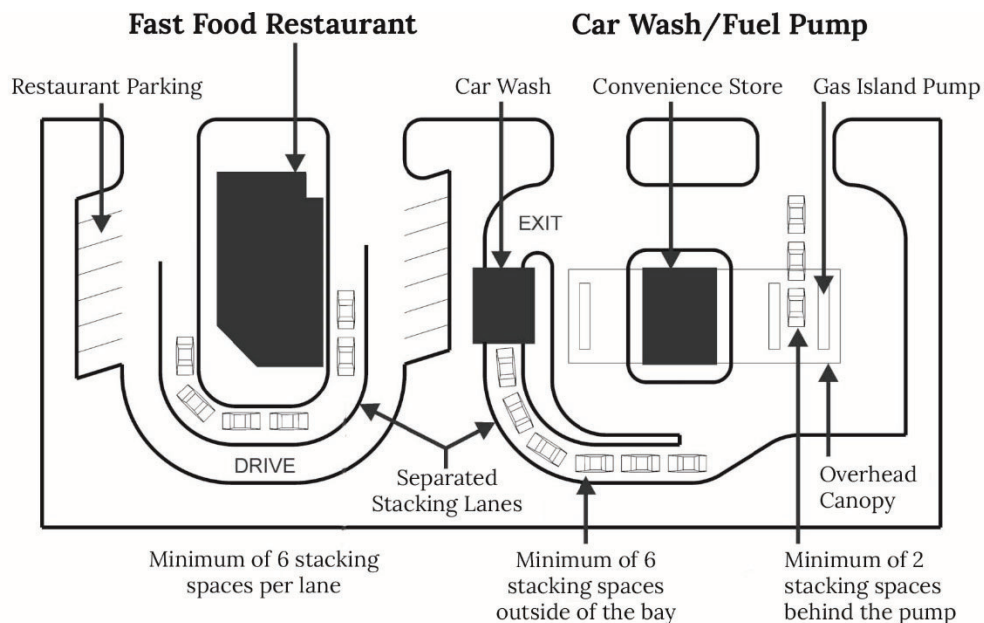 Fast Food Restaurant
Car Wash/Fuel Pump
Restaurant Parking
Car Wash
Convenience Store
Gas Island Pump
EXIT
DRIVE
Separated
Stacking Lanes
Overhead
Canopy
Minimum of 6 stacking
spaces per lane
Minimum of 6
stacking spaces
outside of the bay
Minimum of 2
stacking spaces
behind the pump